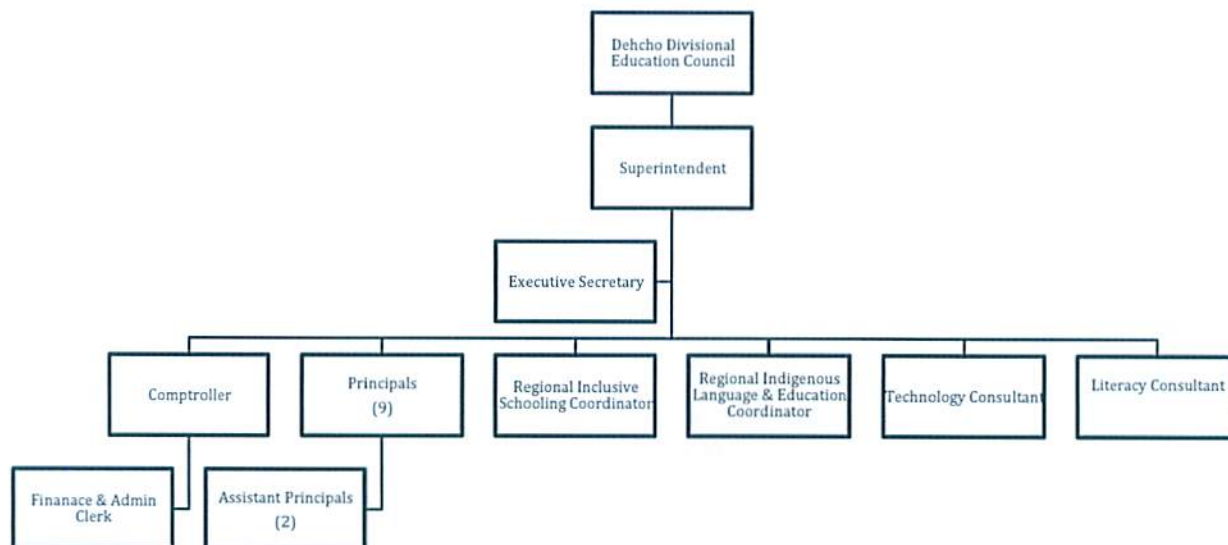 Dehcho Divisional
Education Council
Superintendent
Executive Secretary
Comptroller
Principals
(9)
Regional Inclusive
Schooling Coordinator
Regional Indigenous
Language & Education
Coordinator
Technology Consultant
Literacy Consultant
Finanace & Admin
Clerk
Assistant Principals
(2)